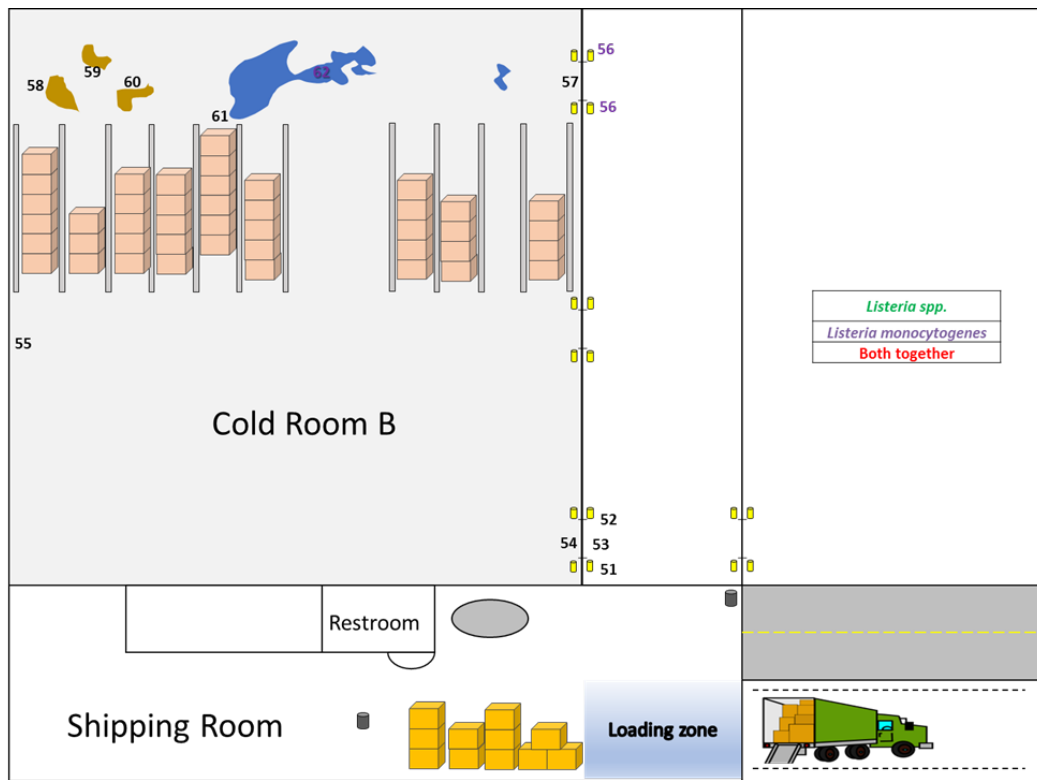 56
59
58
60
62
57
61
56
Listeria spp.
Listeria monocytogenes
Both together
55
Cold Room B
52
54
53
51
Restroom
Shipping Room
Loading zone